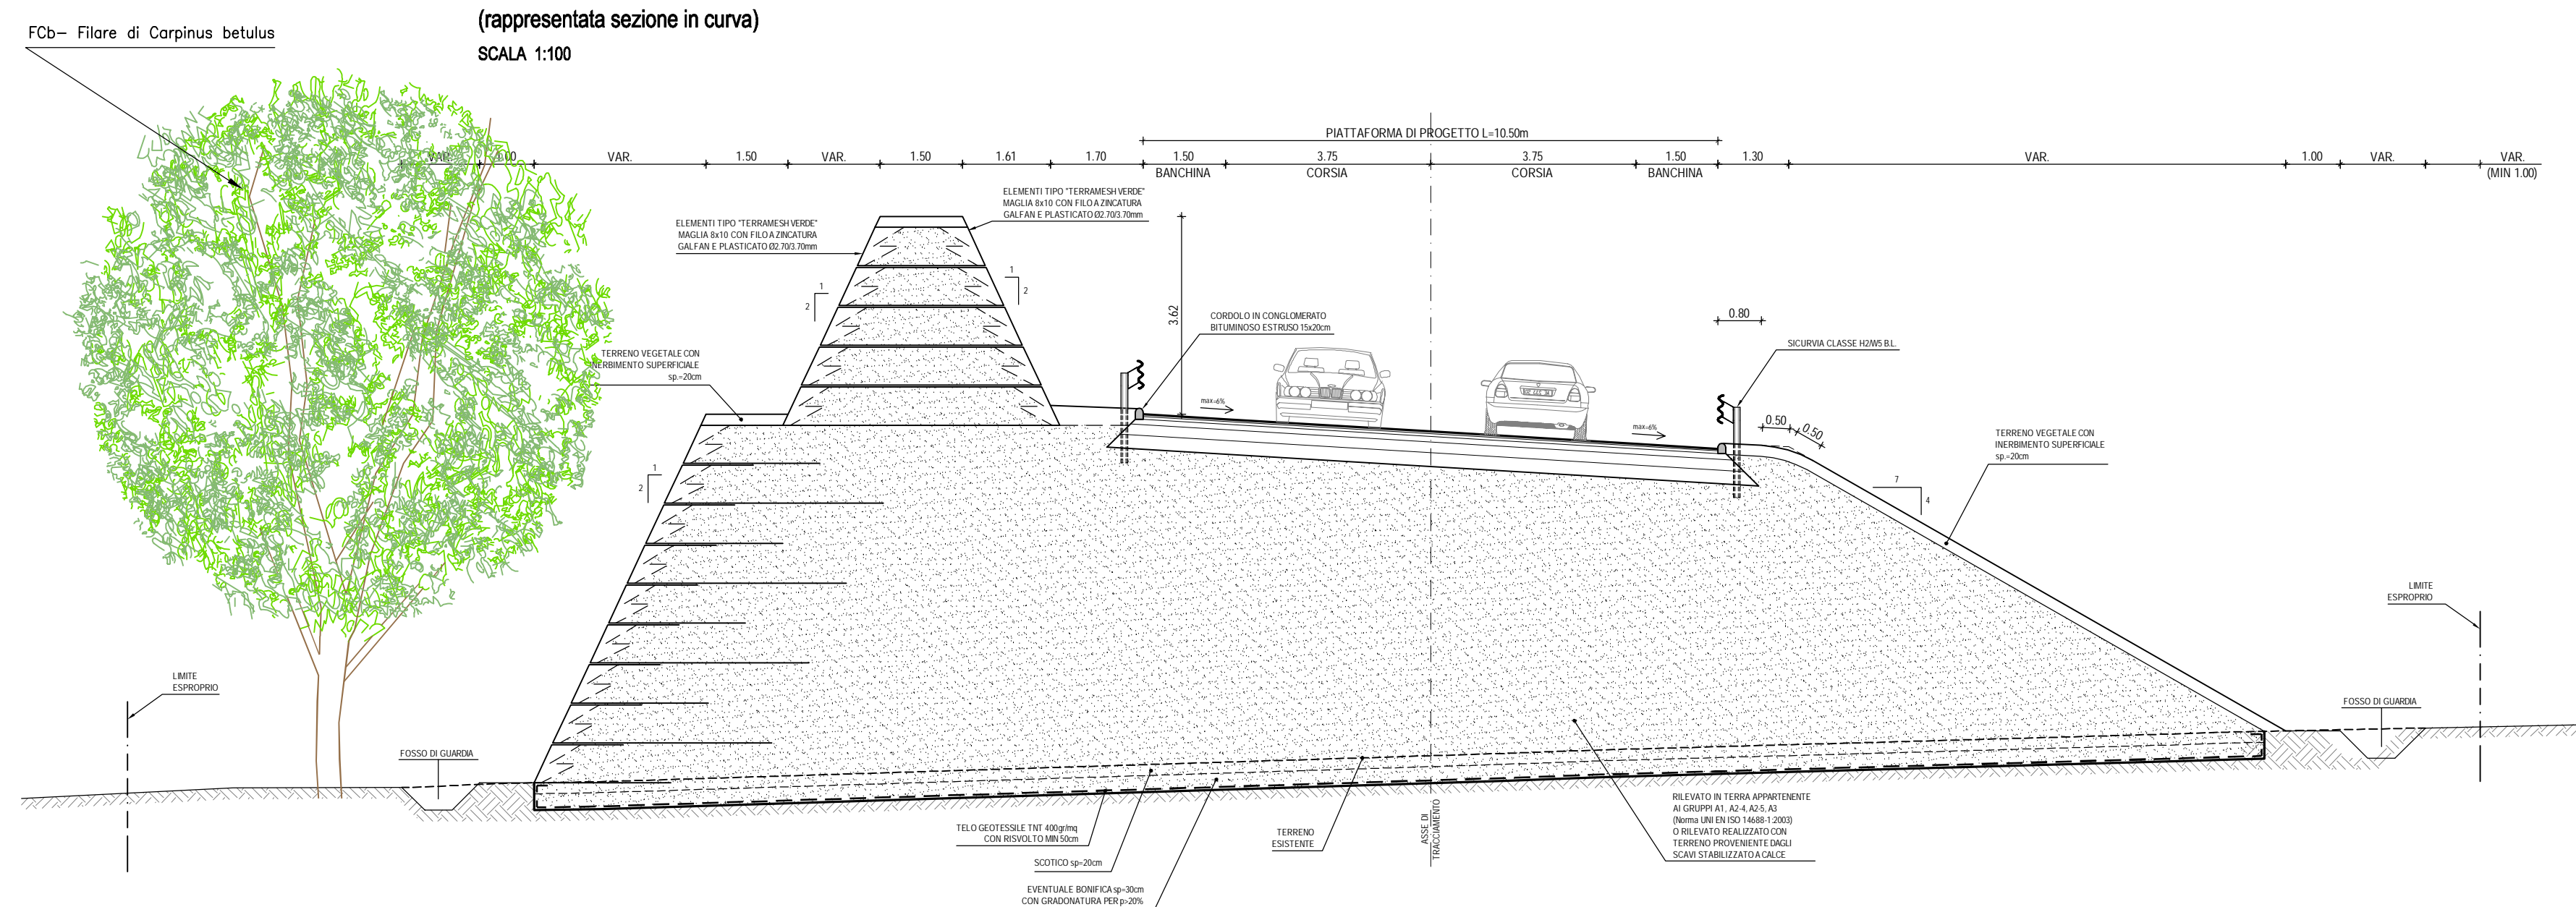 (rappresentata sezione in curva)
SCALA 1:100
FCb- Filare di Carpinus betulus
PIATTAFORMA DI PROGETTO L=10.50m
VAR. 1.00 VAR. 1.50 VAR. 1.50 1.61 1.70 1.50 3.75 3.75 1.50 1.30 VAR. 1.00 VAR. VAR.
BANCHINA CORSIA CORSIA BANCHINA (MIN 1.00)
ELEMENTI TIPO "TERRAMESH VERDE"
MAGLIA 8x10 CON FILO A ZINCATURA
GALFAN E PLASTICATO Ø2.70/3.70mm
ELEMENTI TIPO "TERRAMESH VERDE"
MAGLIA 8x10 CON FILO A ZINCATURA
GALFAN E PLASTICATO Ø2.70/3.70mm
1
2
1
2
3.62
CORDOLO IN CONGLOMERATO
BITUMINOSO ESTRUSO 15x20cm
0.80
SICURVIA CLASSE H2/W5 B.L.
TERRENO VEGETALE CON
INERBIMENTO SUPERFICIALE
sp.=20cm
max=6%
max=6%
0.50
0.50
TERRENO VEGETALE CON
INERBIMENTO SUPERFICIALE
sp.=20cm
1
2
7
4
LIMITE
ESPROPRIO
LIMITE
ESPROPRIO
FOSSO DI GUARDIA
FOSSO DI GUARDIA
TELO GEOTESSILE TNT 400gr/mq
CON RISVOLTO MIN 50cm
SCOTICO sp=20cm
EVENTUALE BONIFICA sp=30cm
CON GRADONATURA PER p>20%
TERRENO
ESISTENTE
ASSE DI
TRACCIAMENTO
RILEVATO IN TERRA APPARTENENTE
AI GRUPPI A1, A2-4, A2-5, A3
(Norma UNI EN ISO 14688-1:2003)
O RILEVATO REALIZZATO CON
TERRENO PROVENIENTE DAGLI
SCAVI STABILIZZATO A CALCE